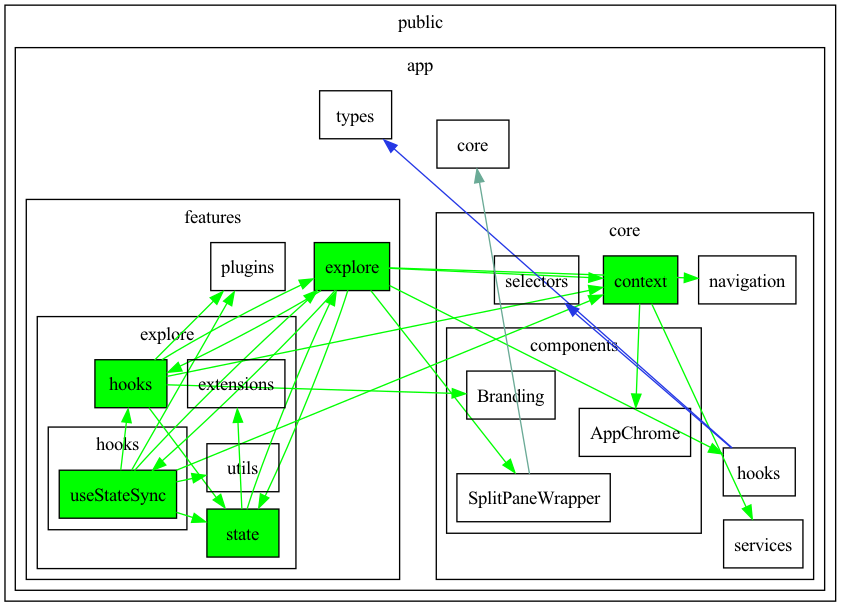 public
app
types
core
features
core
plugins
explore
selectors
context
navigation
explore
components
hooks
extensions
Branding
AppChrome
hooks
utils
hooks
useStateSync
SplitPaneWrapper
state
services